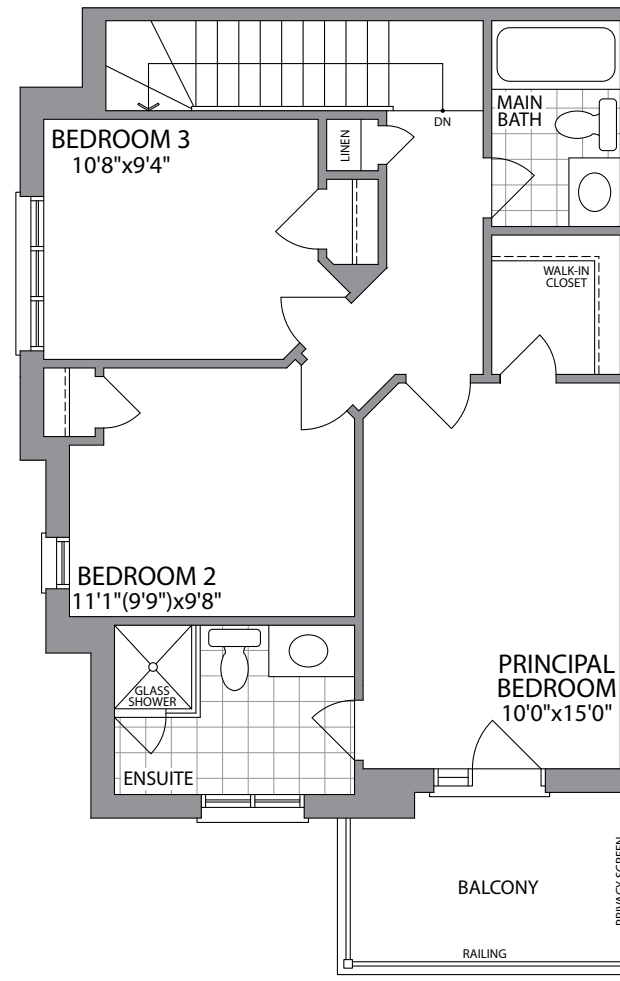 MAIN
BATH
DN
LINEN
BEDROOM 3
10'8"x9'4"
WALK-IN
CLOSET
BEDROOM 2
11'1"(9'9")x9'8"
PRINCIPAL
BEDROOM
10'0"x15'0"
GLASS
SHOWER
ENSUITE
BALCONY
PRIVACY SCREEN
RAILING